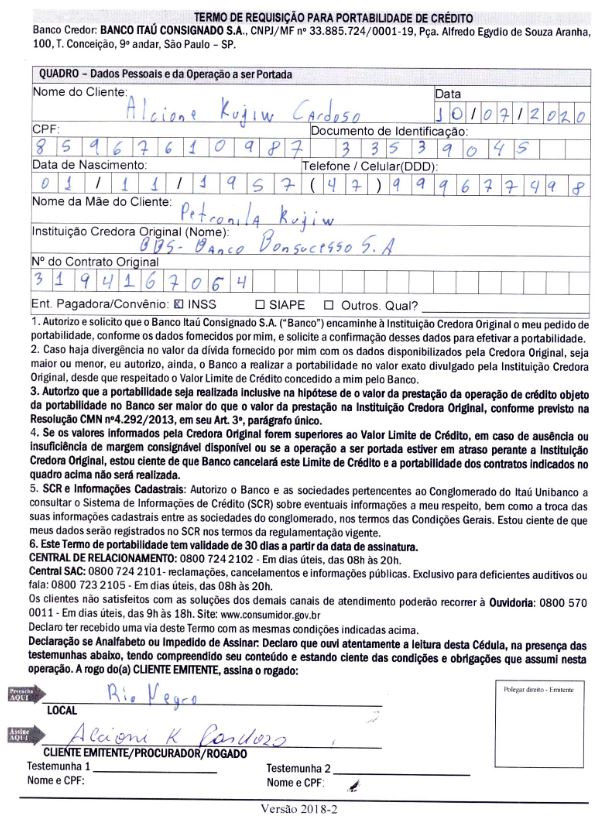 TERMO DE REQUISIÇÃO PARA PORTABILIDADE DE CRÉDITO
Banco Credor: BANCO ITAÚ CONSIGNADO S.A., CNPJ/MF nº 33.885.724/0001-19, Pça. Alfredo Egydio de Souza Aranha,
100, T. Conceição, 9º andar, São Paulo – SP.
QUADRO – Dados Pessoais e da Operação a ser Portada
Nome do Cliente: Alcione Kujiw Cardoso Data 10/07/2020
CPF: 85967610987 Documento de Identificação: 33539045
Data de Nascimento: 01/11/1957 Telefone / Celular(DDD): (47) 999677498
Nome da Mãe do Cliente: Petronila Kujiw
Instituição Credora Original (Nome): BBS- Banco Bonsucesso S.A
Nº do Contrato Original
3194167064
Ent. Pagadora/Convênio: ☒ INSS ☐ SIAPE ☐ Outros. Qual?
1. Autorizo e solicito que o Banco Itaú Consignado S.A. (“Banco”) encaminhe à Instituição Credora Original o meu pedido de
portabilidade, conforme os dados fornecidos por mim, e solicite a confirmação desses dados para efetivar a portabilidade.
2. Caso haja divergência no valor da dívida fornecido por mim com os dados disponibilizados pela Credora Original, seja
maior ou menor, eu autorizo, ainda, o Banco a realizar a portabilidade no valor exato divulgado pela Instituição Credora
Original, desde que respeitado o Valor Limite de Crédito concedido a mim pelo Banco.
3. Autorizo que a portabilidade seja realizada inclusive na hipótese de o valor da prestação da operação de crédito objeto
da portabilidade no Banco ser maior do que o valor da prestação na Instituição Credora Original, conforme previsto na
Resolução CMN nº4.292/2013, em seu Art. 3º, parágrafo único.
4. Se os valores informados pela Credora Original forem superiores ao Valor Limite de Crédito, em caso de ausência ou
insuficiência de margem consignável disponível ou se a operação a ser portada estiver em atraso perante a Instituição
Credora Original, estou ciente de que Banco cancelará este Limite de Crédito e a portabilidade dos contratos indicados no
quadro acima não será realizada.
5. SCR e Informações Cadastrais: Autorizo o Banco e as sociedades pertencentes ao Conglomerado do Itaú Unibanco a
consultar o Sistema de Informações de Crédito (SCR) sobre eventuais informações a meu respeito, bem como a troca das
suas informações cadastrais entre as sociedades do conglomerado, nos termos das Condições Gerais. Estou ciente de que
meus dados serão registrados no SCR nos termos da regulamentação vigente.
6. Este Termo de portabilidade tem validade de 30 dias a partir da data de assinatura.
CENTRAL DE RELACIONAMENTO: 0800 724 2102 - Em dias úteis, das 08h às 20h.
Central SAC: 0800 724 2101- reclamações, cancelamentos e informações públicas. Exclusivo para deficientes auditivos ou
fala: 0800 723 2105 - Em dias úteis, das 08h às 20h.
Os clientes não satisfeitos com as soluções dos demais canais de atendimento poderão recorrer à Ouvidoria: 0800 570
0011 - Em dias úteis, das 9h às 18h. Site: www.consumidor.gov.br
Declaro ter recebido uma via deste Termo com as mesmas condições indicadas acima.
Declaração se Analfabeto ou Impedido de Assinar: Declaro que ouvi atentamente a leitura desta Cédula, na presença das
testemunhas abaixo, tendo compreendido seu conteúdo e estando ciente das condições e obrigações que assumi nesta
operação. A rogo do(a) CLIENTE EMITENTE, assina o rogado:
Preencha AQUI Rio Negro
LOCAL
Polegar direito - Emitente
Assine AQUI Alcioni K Cardozo
CLIENTE EMITENTE/PROCURADOR/ROGADO
Testemunha 1 Testemunha 2
Nome e CPF: Nome e CPF:
Versão 2018-2